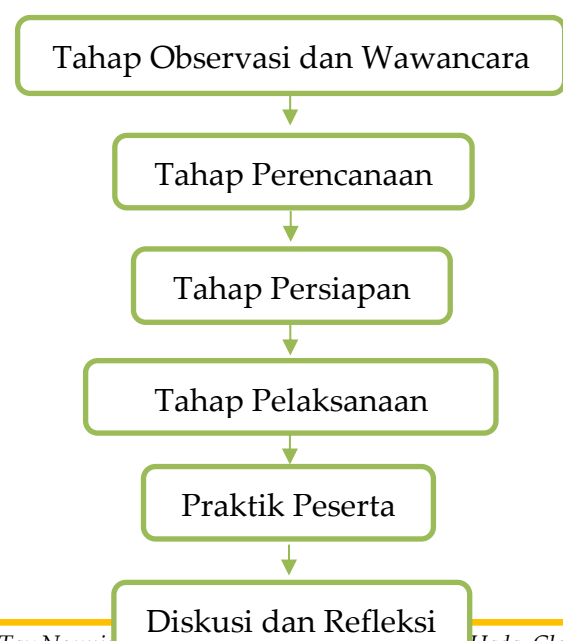 Tahap Observasi dan Wawancara
Tahap Perencanaan
Tahap Persiapan
Tahap Pelaksanaan
Praktik Peserta
Diskusi dan Refleksi